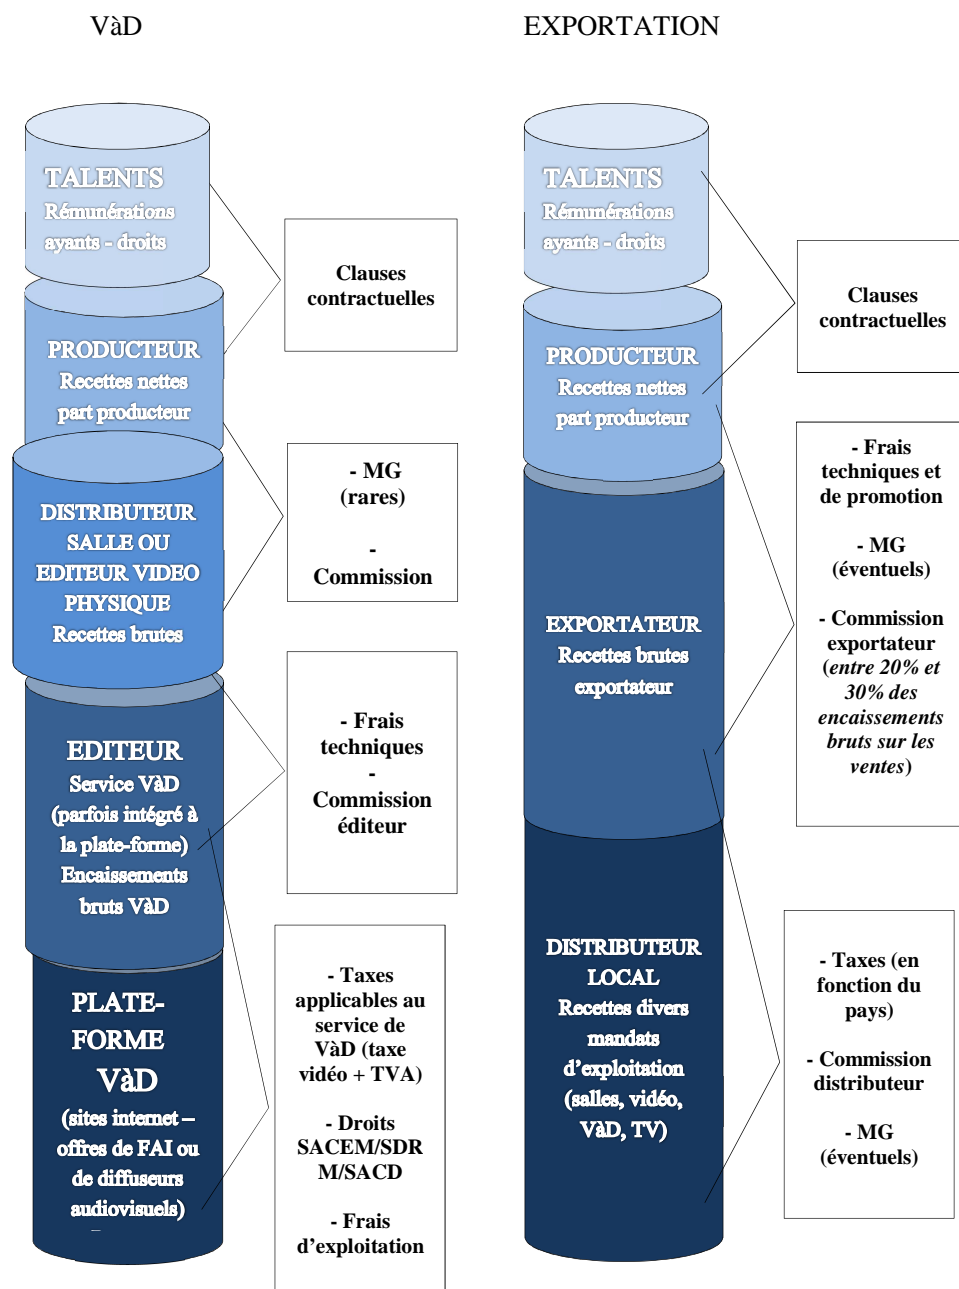 VàD
TALENTS
Rémunérations
ayants - droits
Clauses
contractuelles
PRODUCTEUR
Recettes nettes
part producteur
- MG
(rares)
-
Commission
DISTRIBUTEUR
SALLE OU
EDITEUR VIDEO
PHYSIQUE
Recettes brutes
- Frais
techniques
-
Commission
éditeur
EDITEUR
Service VàD
(parfois intégré à
la plate-forme)
Encaissements
bruts VàD
- Taxes
applicables au
service de
VàD (taxe
vidéo + TVA)
- Droits
SACEM/SDR
M/SACD
- Frais
d’exploitation
PLATE-
FORME
VàD
(sites internet –
offres de FAI ou
de diffuseurs
audiovisuels)
EXPORTATION
TALENTS
Rémunérations
ayants - droits
Clauses
contractuelles
PRODUCTEUR
Recettes nettes
part producteur
- Frais
techniques et
de promotion
- MG
(éventuels)
- Commission
exportateur
(entre 20% et
30% des
encaissements
bruts sur les
ventes)
EXPORTATEUR
Recettes brutes
exportateur
- Taxes (en
fonction du
pays)
- Commission
distributeur
- MG
(éventuels)
DISTRIBUTEUR
LOCAL
Recettes divers
mandats
d’exploitation
(salles, vidéo,
VàD, TV)